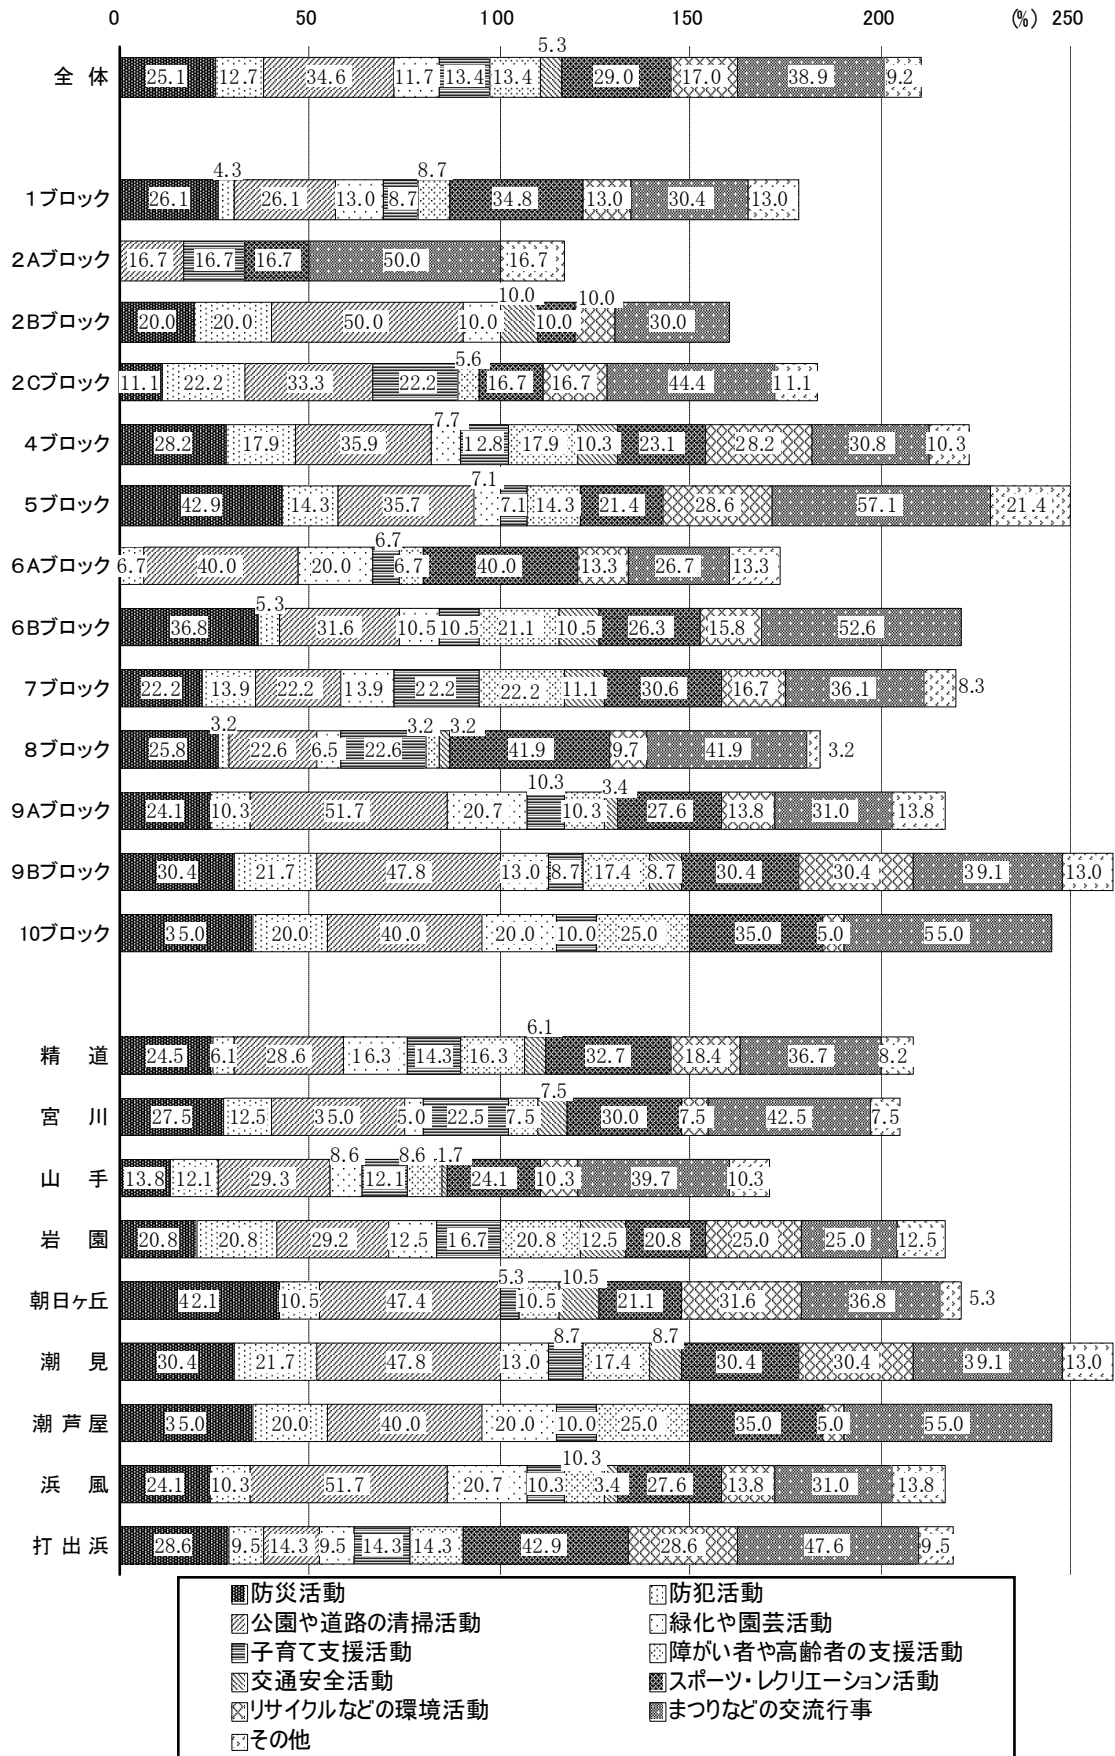 0 50 100 150 200 (%) 250
5.3
全 体 25.1 12.7 34.6 11.7 13.4 13.4 29.0 17.0 38.9 9.2
4.3 8.7
1ブロック 26.1 26.1 13.0 8.7 34.8 13.0 30.4 13.0
2Aブロック 16.7 16.7 16.7 50.0 16.7
10.0 10.0
2Bブロック 20.0 20.0 50.0 10.0 10.0 30.0
5.6
2Cブロック 11.1 22.2 33.3 22.2 16.7 16.7 44.4 11.1
7.7
4ブロック 28.2 17.9 35.9 12.8 17.9 10.3 23.1 28.2 30.8 10.3
7.1
5ブロック 42.9 14.3 35.7 7.1 14.3 21.4 28.6 57.1 21.4
6.7
6Aブロック 6.7 40.0 20.0 6.7 40.0 13.3 26.7 13.3
5.3
6Bブロック 36.8 31.6 10.5 10.5 21.1 10.5 26.3 15.8 52.6
7ブロック 22.2 13.9 22.2 13.9 22.2 22.2 11.1 30.6 16.7 36.1 8.3
3.2 3.2 3.2
8ブロック 25.8 22.6 6.5 22.6 41.9 9.7 41.9 3.2
10.3 3.4
9Aブロック 24.1 10.3 51.7 20.7 10.3 27.6 13.8 31.0 13.8
9Bブロック 30.4 21.7 47.8 13.0 8.7 17.4 8.7 30.4 30.4 39.1 13.0
10ブロック 35.0 20.0 40.0 20.0 10.0 25.0 35.0 5.0 55.0
6.1
精 道 24.5 6.1 28.6 16.3 14.3 16.3 32.7 18.4 36.7 8.2
7.5
宮 川 27.5 12.5 35.0 5.0 22.5 7.5 30.0 7.5 42.5 7.5
8.6 8.6 1.7
山 手 13.8 12.1 29.3 12.1 24.1 10.3 39.7 10.3
岩 園 20.8 20.8 29.2 12.5 16.7 20.8 12.5 20.8 25.0 25.0 12.5
5.3 10.5
朝日ヶ丘 42.1 10.5 47.4 10.5 21.1 31.6 36.8 5.3
8.7 8.7
潮 見 30.4 21.7 47.8 13.0 17.4 30.4 30.4 39.1 13.0
潮 芦 屋 35.0 20.0 40.0 20.0 10.0 25.0 35.0 5.0 55.0
10.3
浜 風 24.1 10.3 51.7 20.7 10.3 3.4 27.6 13.8 31.0 13.8
打 出 浜 28.6 9.5 14.3 9.5 14.3 14.3 42.9 28.6 47.6 9.5
防災活動 防犯活動
公園や道路の清掃活動 緑化や園芸活動
子育て支援活動 障がい者や高齢者の支援活動
交通安全活動 スポーツ・レクリエーション活動
リサイクルなどの環境活動 まつりなどの交流行事
その他